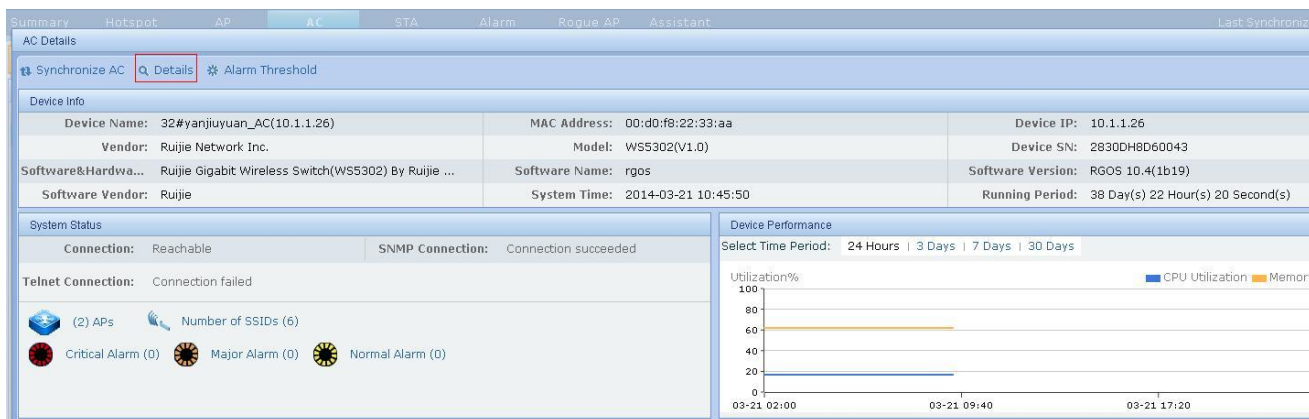 Summary Hotspot AP AC STA Alarm Rogue AP Assistant Last Synchroniz
AC Details
Synchronize AC Details Alarm Threshold
Device Info
Device Name: 32#yanjiuyuan_AC(10.1.1.26) MAC Address: 00:d0:f8:22:33:aa Device IP: 10.1.1.26
Vendor: Ruijie Network Inc. Model: WS5302(V1.0) Device SN: 2830DH8D60043
Software&Hardwa... Ruijie Gigabit Wireless Switch(WS5302) By Ruijie ... Software Name: rgos Software Version: RGOS 10.4(1b19)
Software Vendor: Ruijie System Time: 2014-03-21 10:45:50 Running Period: 38 Day(s) 22 Hour(s) 20 Second(s)
System Status
Connection: Reachable SNMP Connection: Connection succeeded
Telnet Connection: Connection failed
(2) APs Number of SSIDs (6)
Critical Alarm (0) Major Alarm (0) Normal Alarm (0)
Device Performance
Select Time Period: 24 Hours | 3 Days | 7 Days | 30 Days
Utilization% CPU Utilization Memor
100
80
60
40
20
0
03-21 02:00 03-21 09:40 03-21 17:20